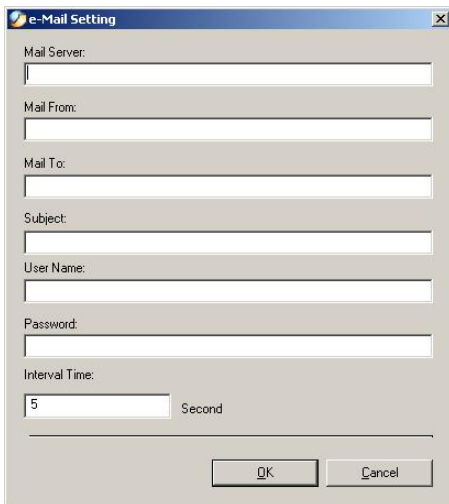 e-Mail Setting
Mail Server:
Mail From:
Mail To:
Subject:
User Name:
Password:
Interval Time:
5 Second
OK Cancel